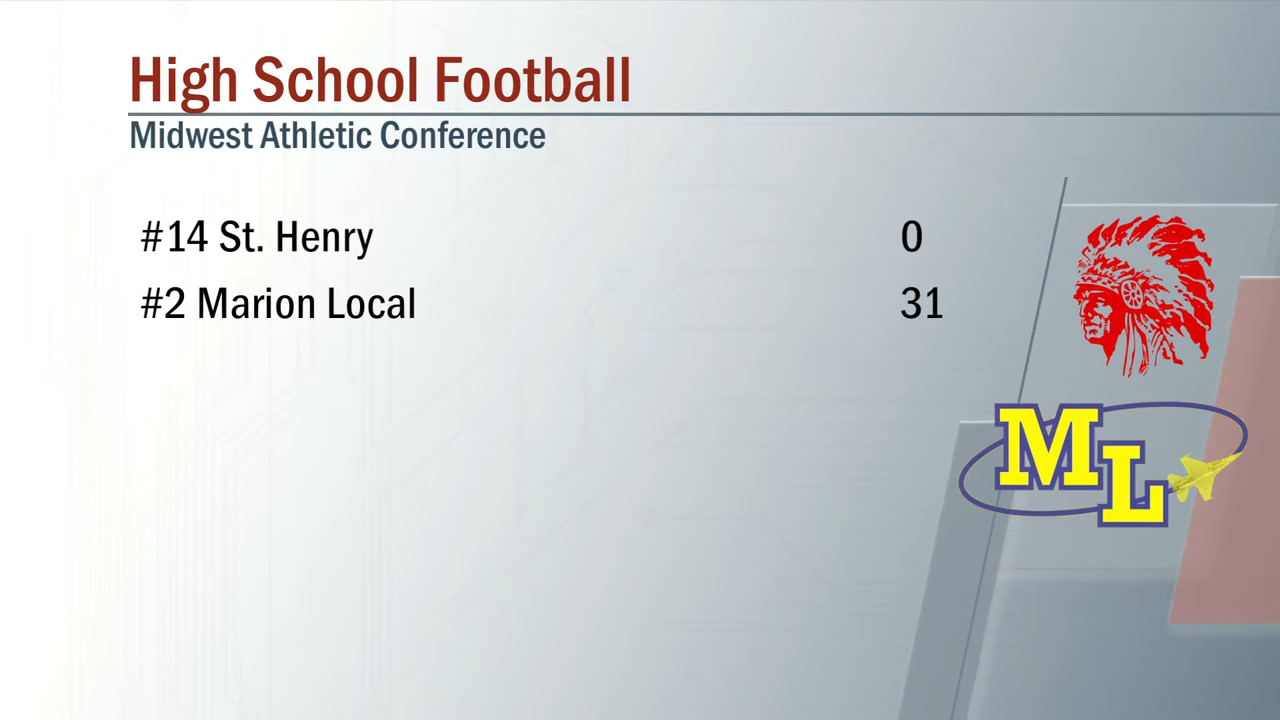 High School Football
Midwest Athletic Conference
#14 St. Henry 0
#2 Marion Local 31
ML